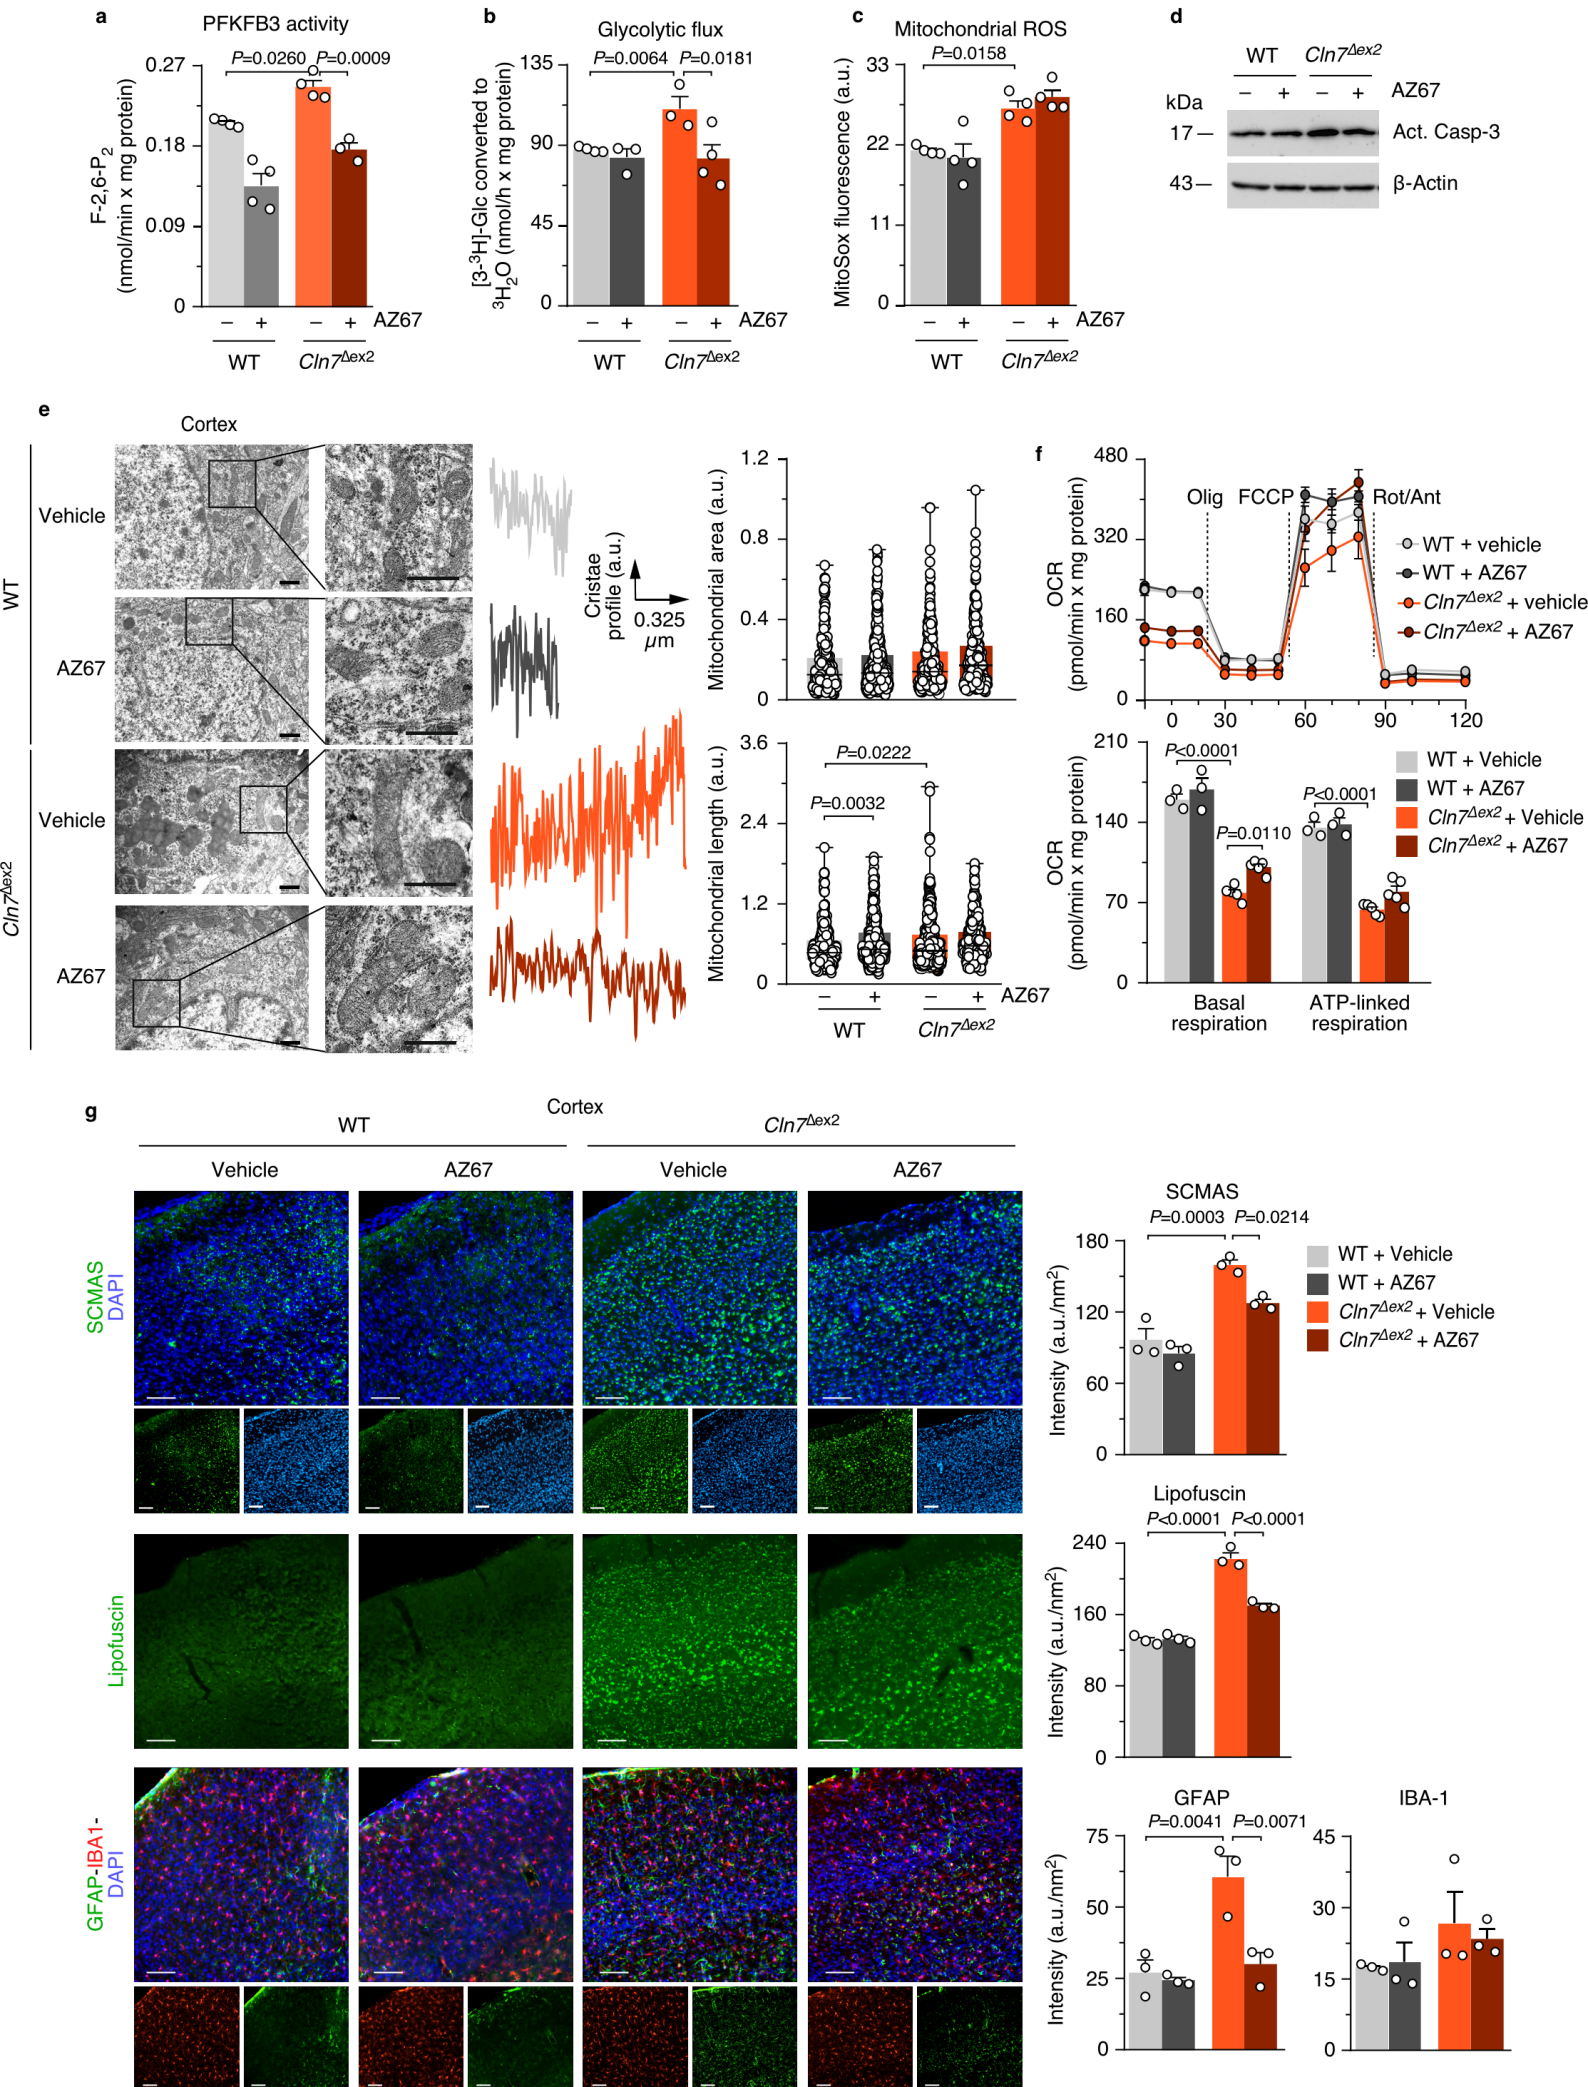 a
PFKFB3 activity
P=0.0260 P=0.0009
F-2,6-P2
(nmol/min x mg protein)
0.27
0.18
0.09
0
– + – + AZ67
WT Cln7Δex2
b
Glycolytic flux
P=0.0064 P=0.0181
[3-3H]-Glc converted to
3H2O (nmol/h x mg protein)
135
90
45
0
– + – + AZ67
WT Cln7Δex2
c
Mitochondrial ROS
P=0.0158
MitoSox fluorescence (a.u.)
33
22
11
0
– + – + AZ67
WT Cln7Δex2
d
WT Cln7Δex2
– + – + AZ67
kDa
17 Act. Casp-3
43 β-Actin
e
Cortex
WT
Vehicle
AZ67
Cln7Δex2
Vehicle
AZ67
Cristae
profile (a.u.)
0.325
μm
Mitochondrial area (a.u.)
1.2
0.8
0.4
0
Mitochondrial length (a.u.)
3.6
2.4
1.2
0
P=0.0222
P=0.0032
– + – + AZ67
WT Cln7Δex2
f
OCR
(pmol/min x mg protein)
480
320
160
0
Olig FCCP Rot/Ant
0 30 60 90 120
WT + vehicle
WT + AZ67
Cln7Δex2 + vehicle
Cln7Δex2 + AZ67
OCR
(pmol/min x mg protein)
210
140
70
0
P<0.0001
P=0.0110
P<0.0001
Basal
respiration
ATP-linked
respiration
WT + Vehicle
WT + AZ67
Cln7Δex2 + Vehicle
Cln7Δex2 + AZ67
g
Cortex
WT Cln7Δex2
Vehicle AZ67 Vehicle AZ67
SCMAS
DAPI
Lipofuscin
GFAP-IBA1-
DAPI
SCMAS
P=0.0003 P=0.0214
Intensity (a.u./nm2)
180
120
60
0
WT + Vehicle
WT + AZ67
Cln7Δex2 + Vehicle
Cln7Δex2 + AZ67
Lipofuscin
P<0.0001 P<0.0001
Intensity (a.u./nm2)
240
160
80
0
GFAP
P=0.0041 P=0.0071
Intensity (a.u./nm2)
75
50
25
0
IBA-1
45
30
15
0